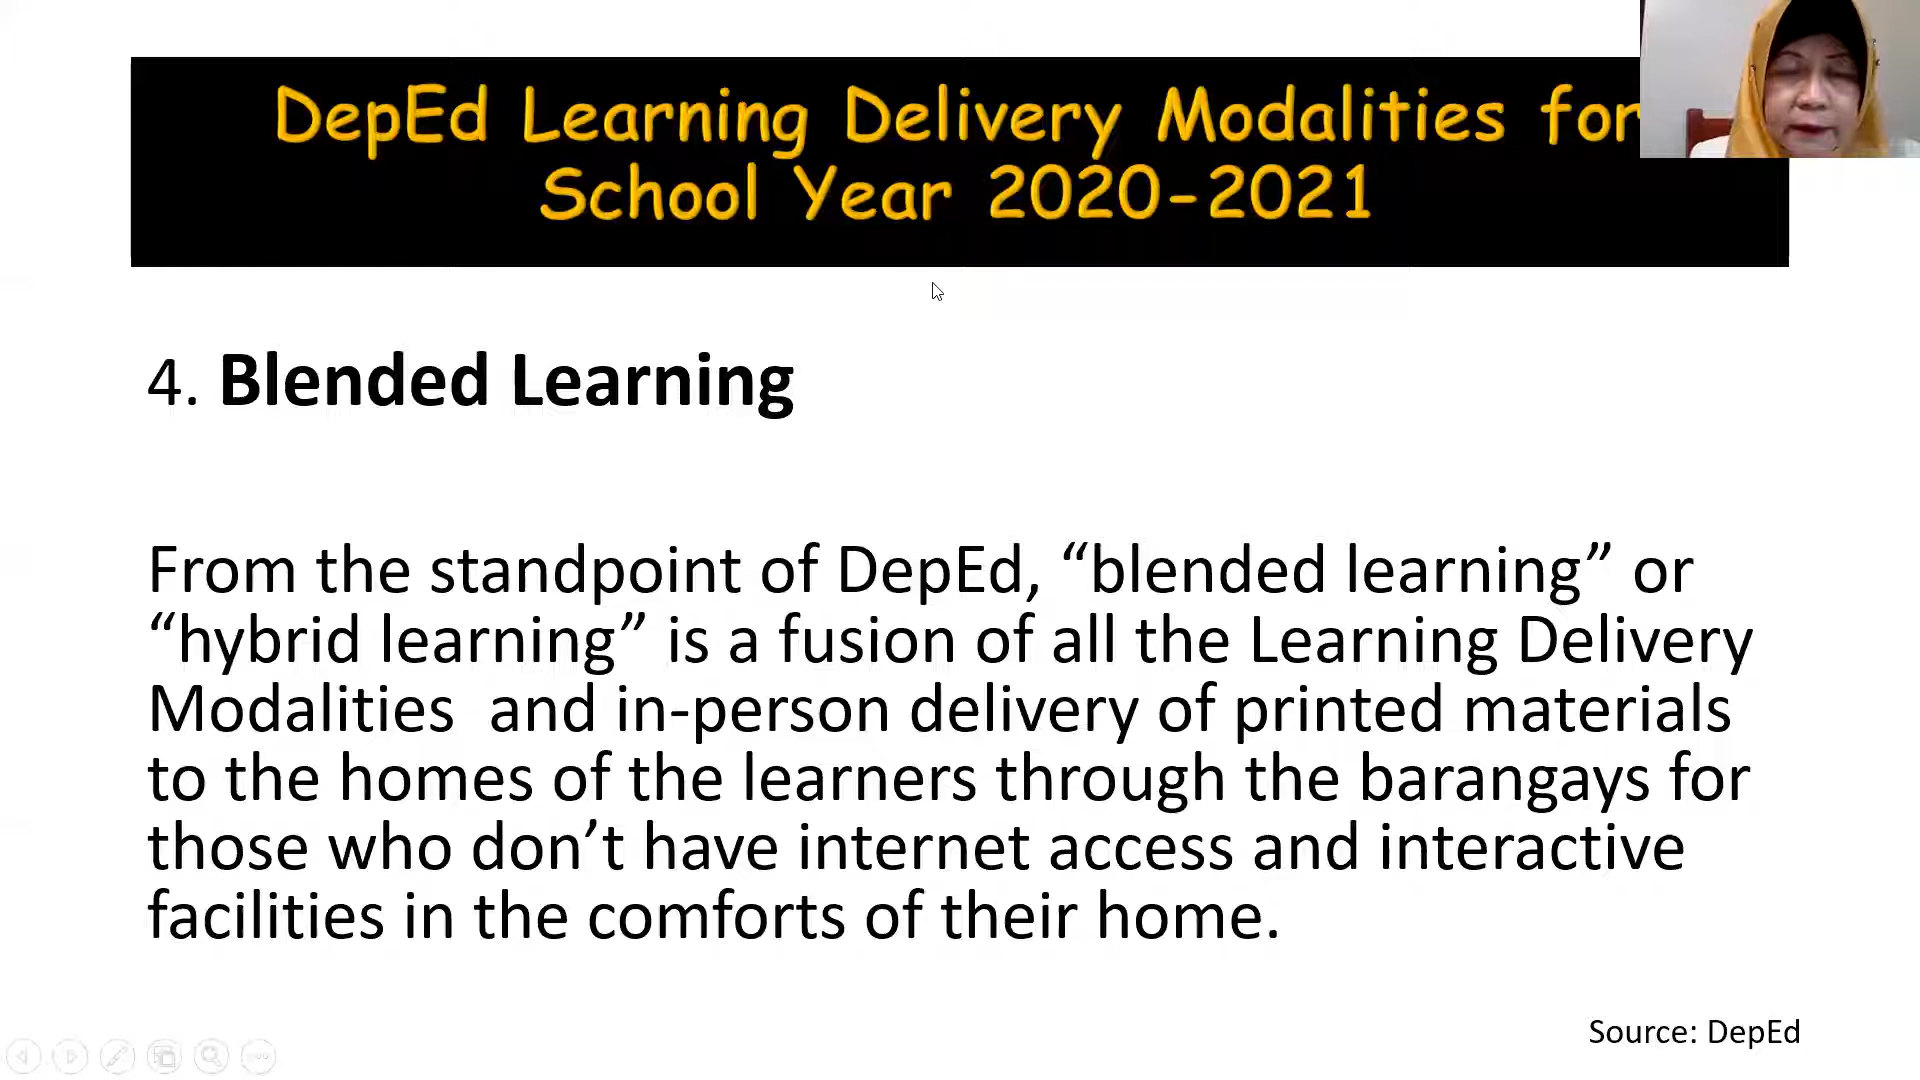 DepEd Learning Delivery Modalities for
School Year 2020-2021
4. Blended Learning
From the standpoint of DepEd, “blended learning” or
“hybrid learning” is a fusion of all the Learning Delivery
Modalities  and in-person delivery of printed materials
to the homes of the learners through the barangays for
those who don’t have internet access and interactive
facilities in the comforts of their home.
Source: DepEd